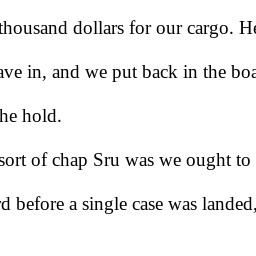 thousand dollars for our cargo. He
ave in, and we put back in the boa
he hold.
sort of chap Sru was we ought to
rd before a single case was landed,